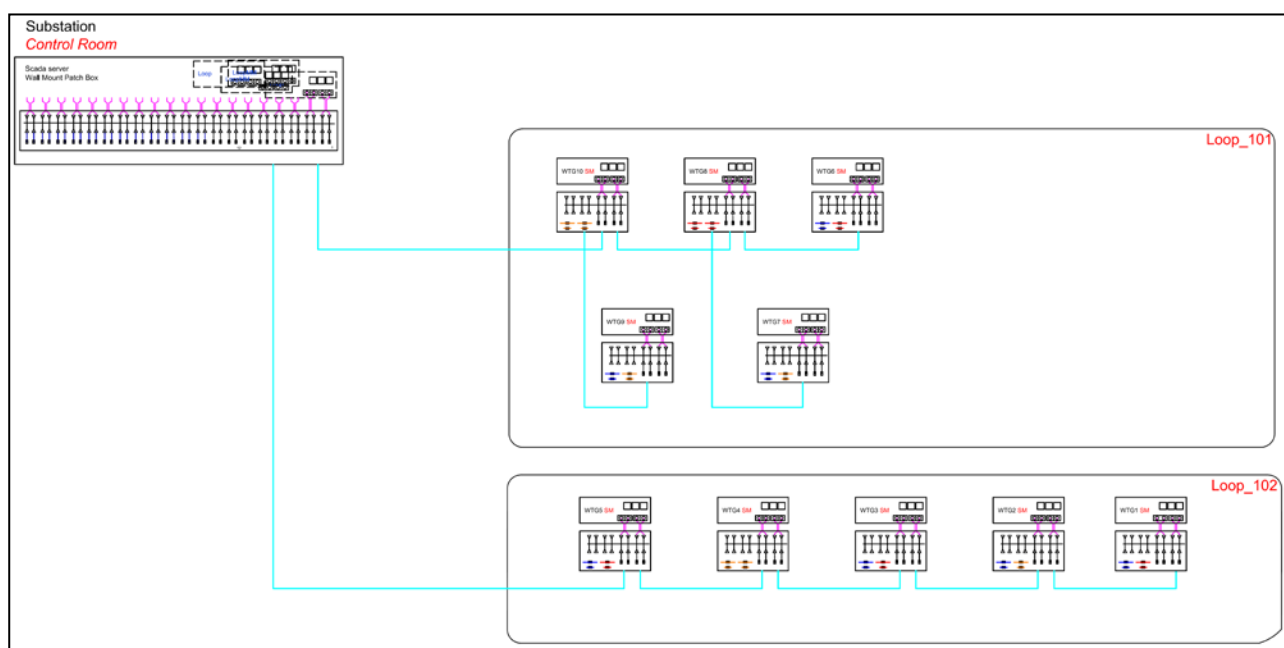 Substation
Control Room
Scada server
Wall Mount Patch Box
Loop
Loop_101
WTG10 SM
WTG8 SM
WTG6 SM
WTG9 SM
WTG7 SM
Loop_102
WTG5 SM
WTG4 SM
WTG3 SM
WTG2 SM
WTG1 SM